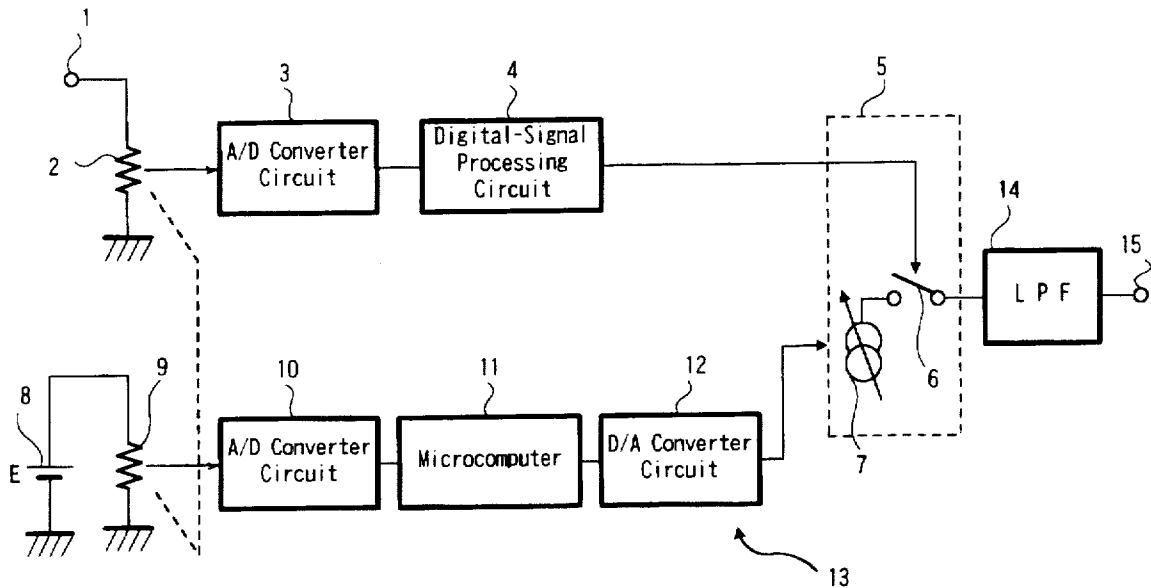 1
3
4
5
2
A/D Converter
Circuit
Digital-Signal
Processing
Circuit
14
15
L P F
6
7
8
9
10
11
12
E
A/D Converter
Circuit
Microcomputer
D/A Converter
Circuit
13